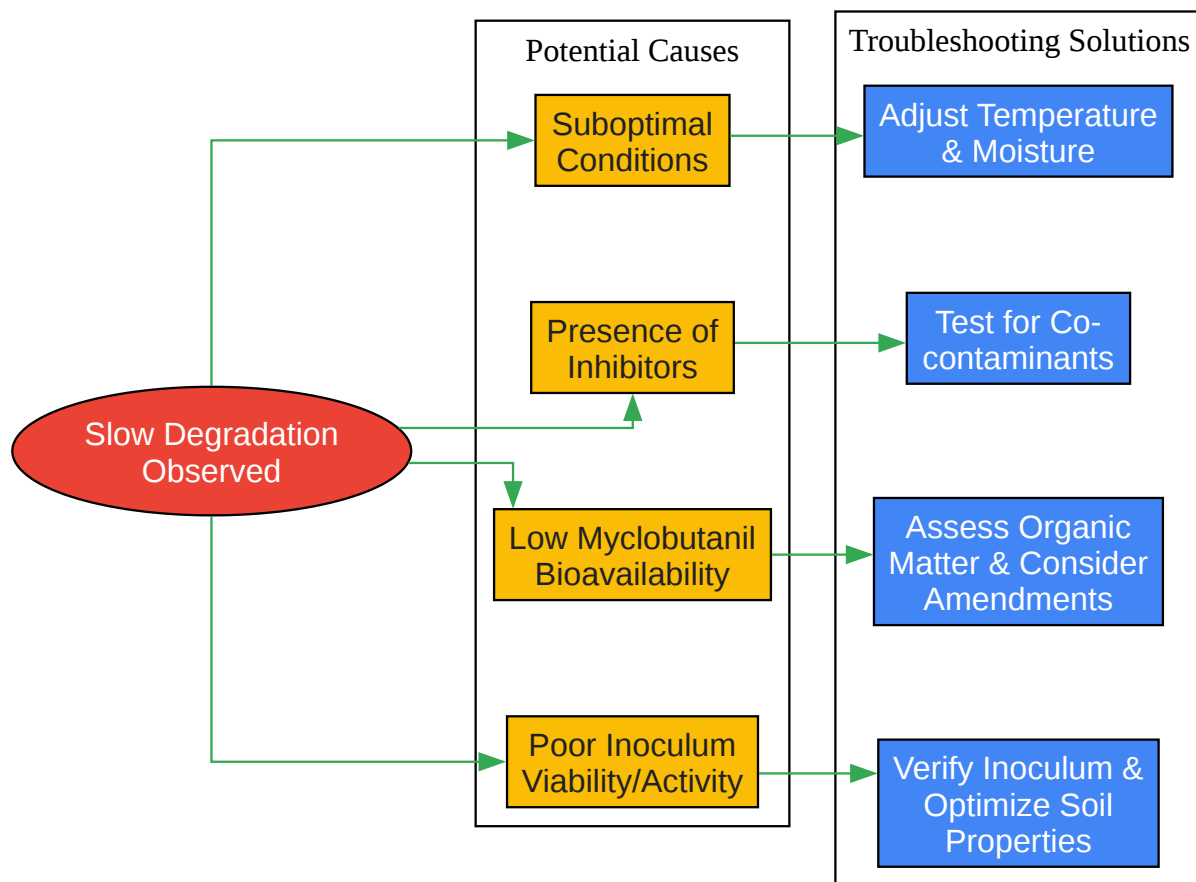 Potential Causes
Troubleshooting Solutions
Suboptimal
Conditions
Adjust Temperature
& Moisture
Presence of
Inhibitors
Test for Co-
contaminants
Slow Degradation
Observed
Low Myclobutanil
Bioavailability
Assess Organic
Matter & Consider
Amendments
Poor Inoculum
Viability/Activity
Verify Inoculum &
Optimize Soil
Properties